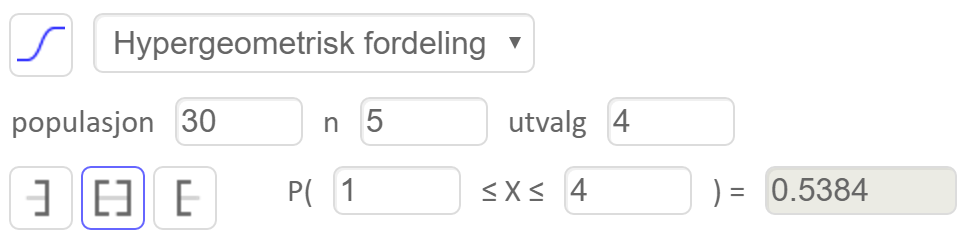 Hypergeometrisk fordeling ▼
populasjon 30 n 5 utvalg 4
P( 1 ≤ X ≤ 4 ) = 0.5384